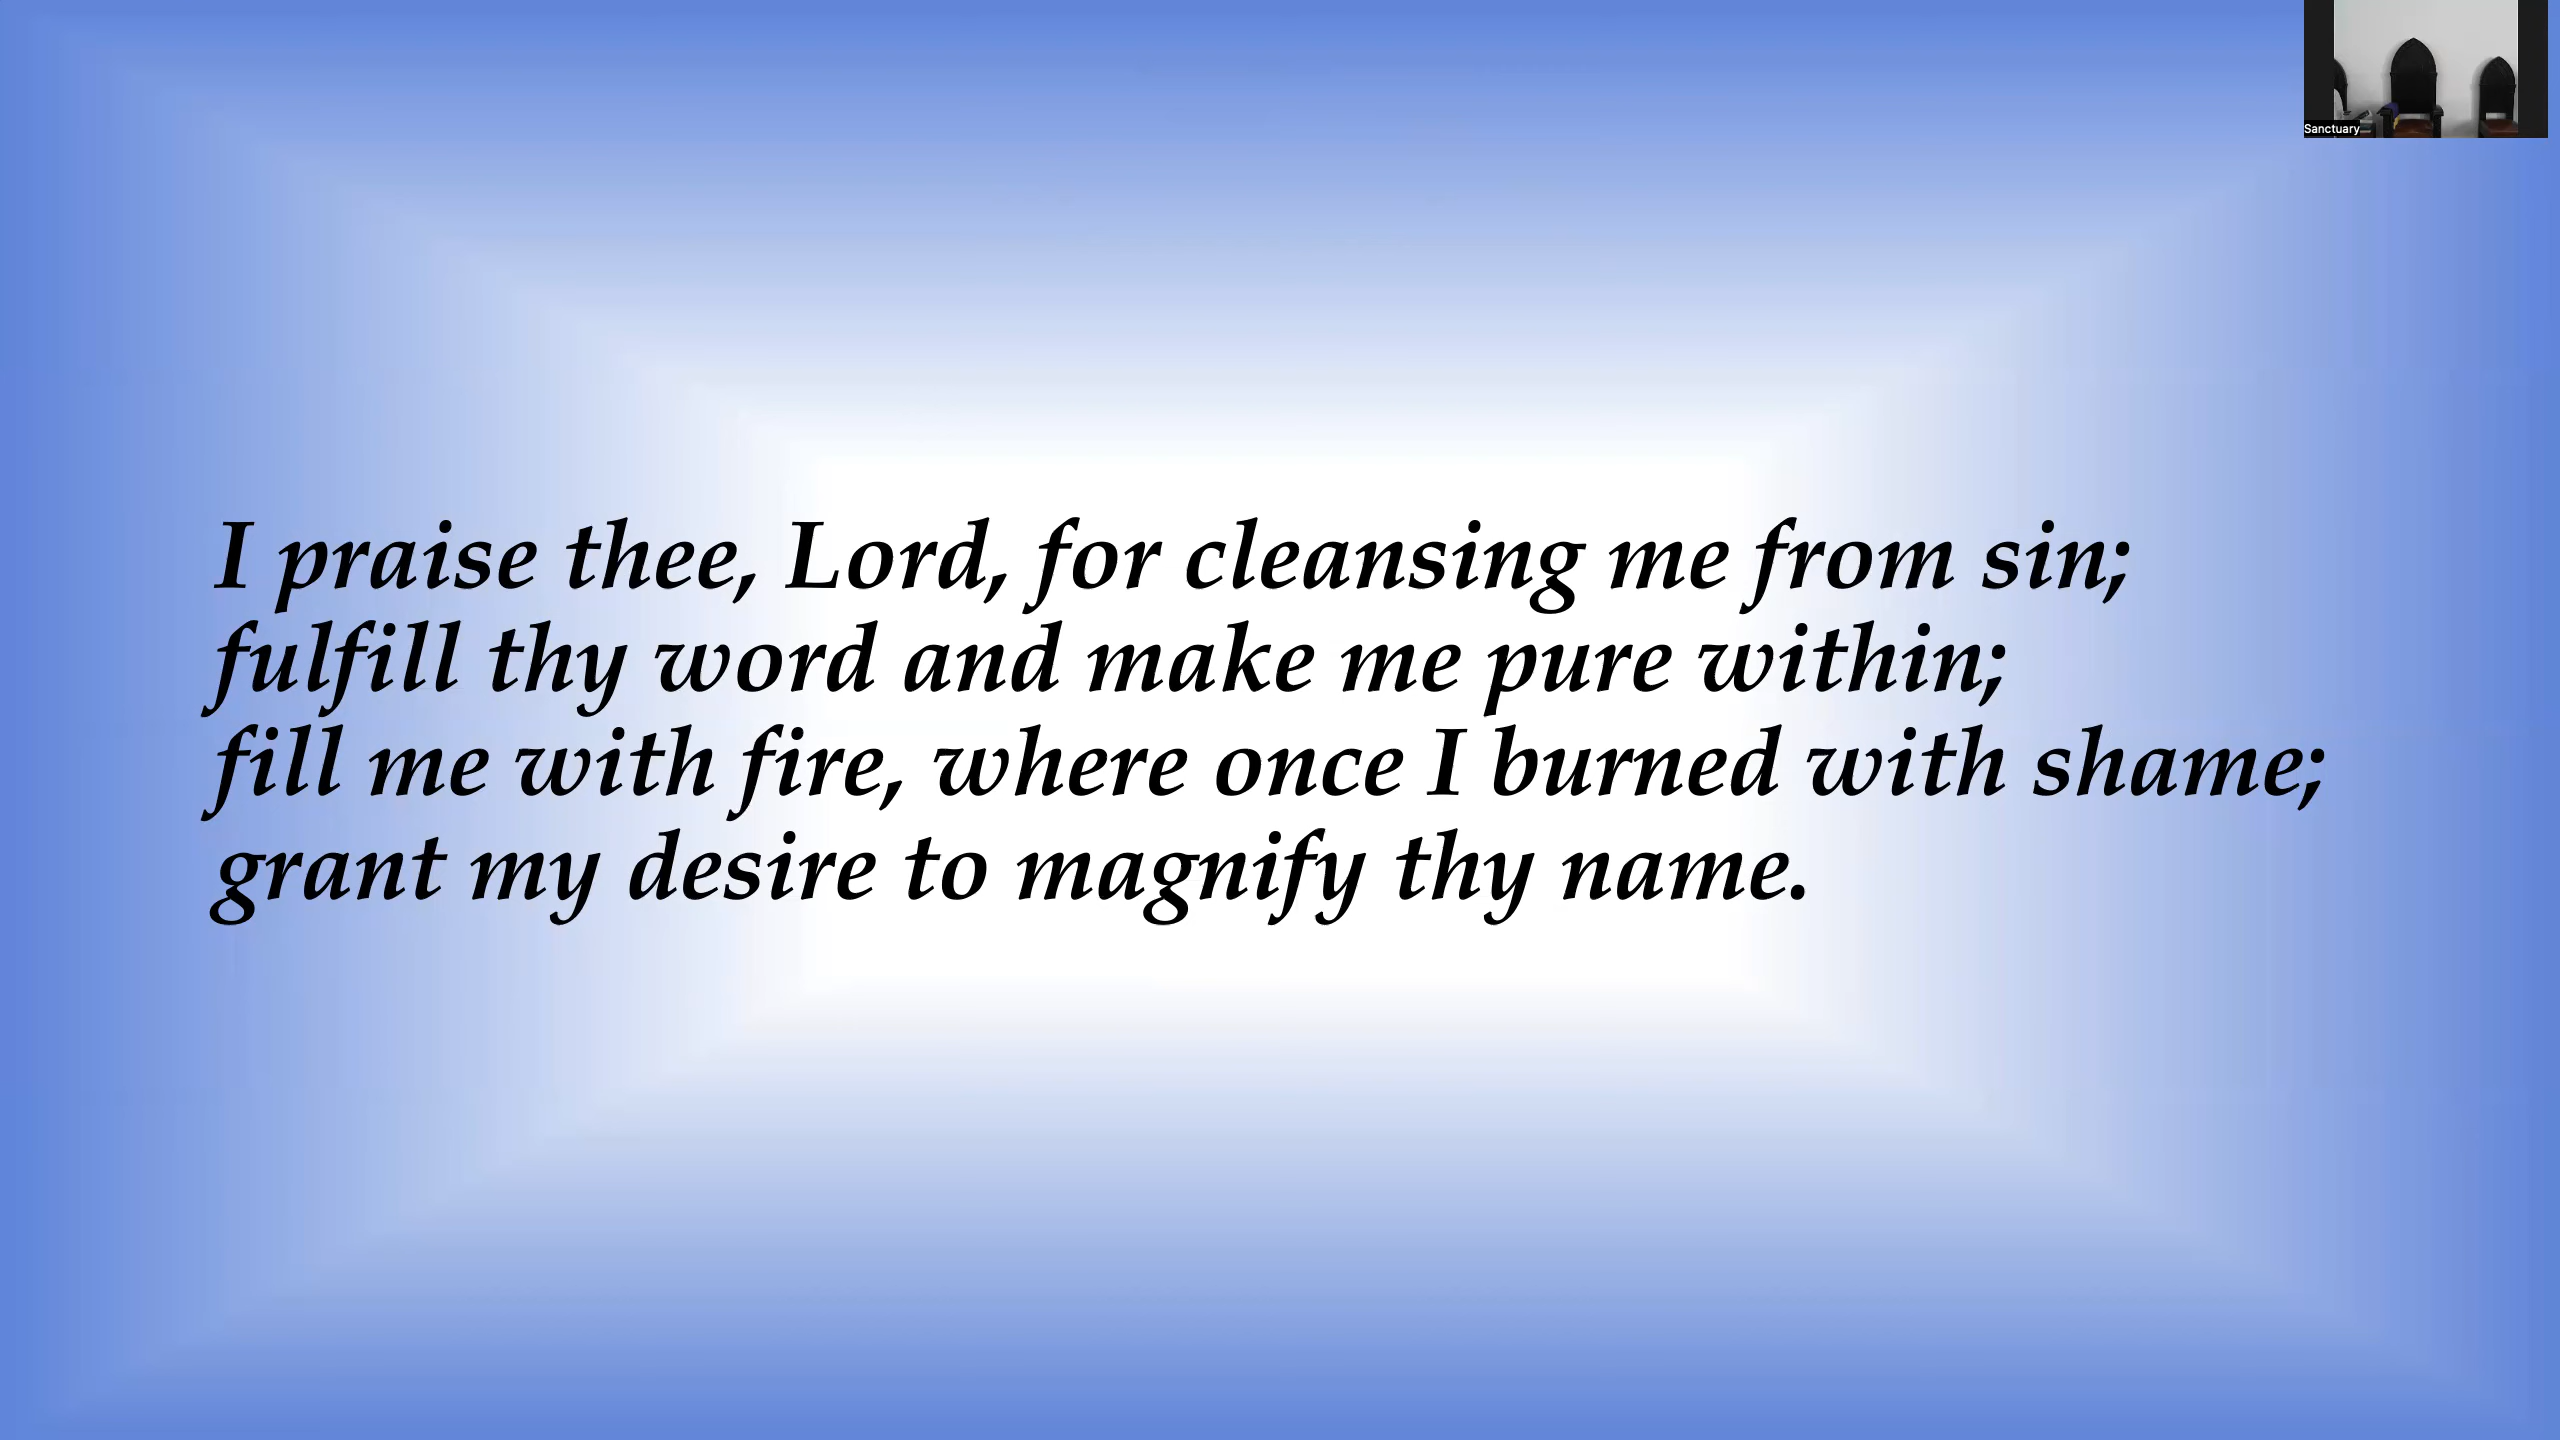 Sanctuary
I praise thee, Lord, for cleansing me from sin;
fulfill thy word and make me pure within;
fill me with fire, where once I burned with shame;
grant my desire to magnify thy name.